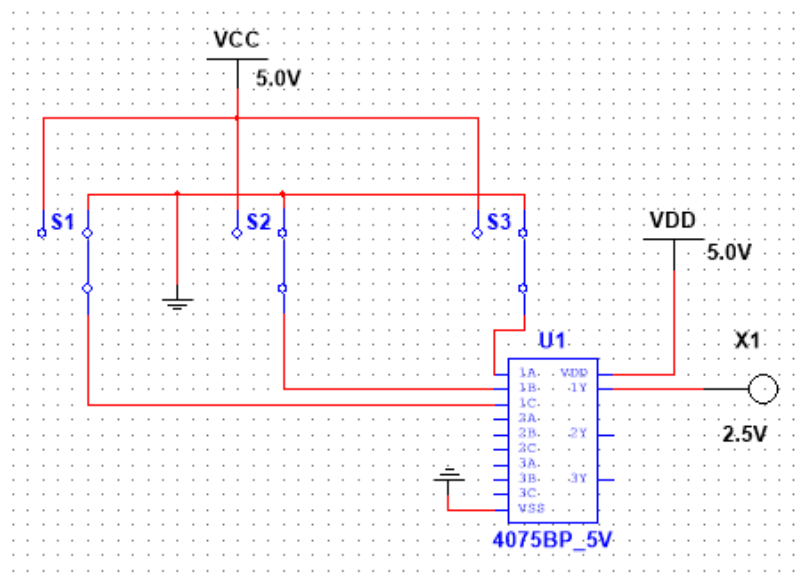 VCC
5.0V
S1
S2
S3
VDD
5.0V
U1
X1
1A
VDD
1B
1Y
1C
2A
2B
2Y
2C
3A
3B
3Y
3C
VSS
2.5V
4075BP_5V